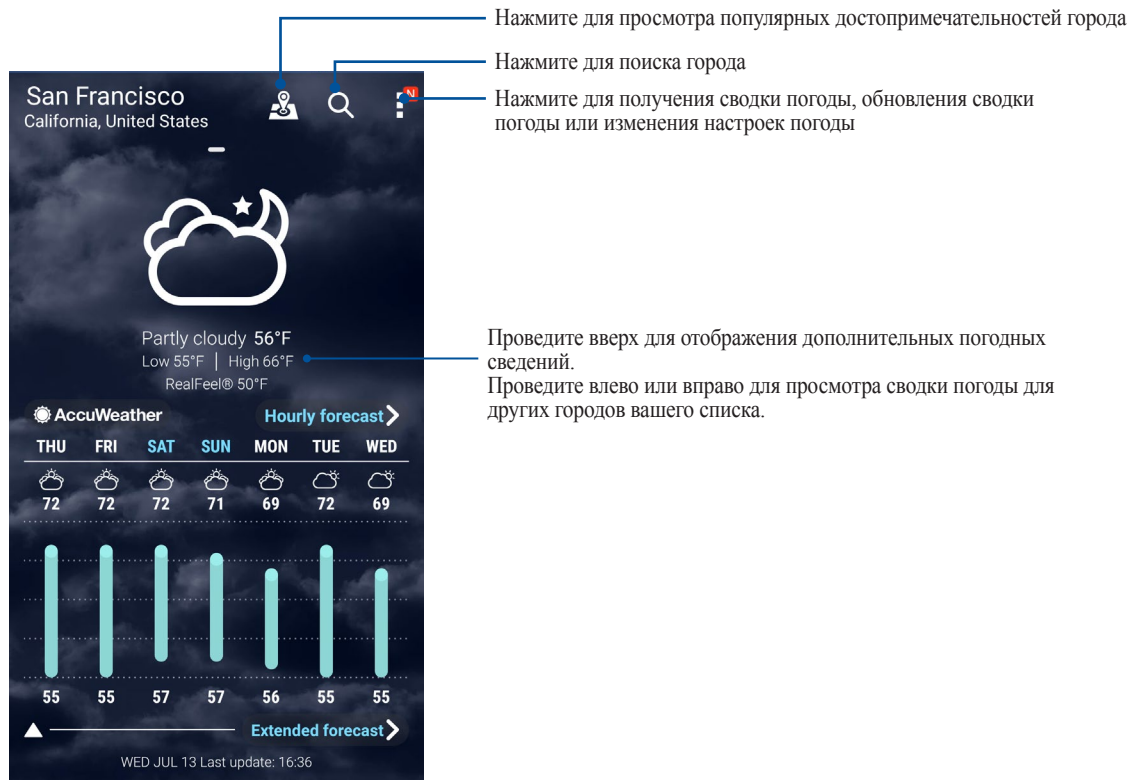 Нажмите для просмотра популярных достопримечательностей города
Нажмите для поиска города
Нажмите для получения сводки погоды, обновления сводки
погоды или изменения настроек погоды
San Francisco
California, United States
N
Partly cloudy 56°F
Low 55°F | High 66°F
RealFeel® 50°F
Проведите вверх для отображения дополнительных погодных
сведений.
Проведите влево или вправо для просмотра сводки погоды для
других городов вашего списка.
AccuWeather Hourly forecast
THU FRI SAT SUN MON TUE WED
72 72 72 71 69 72 69
55 55 57 57 56 55 55
Extended forecast
WED JUL 13 Last update: 16:36